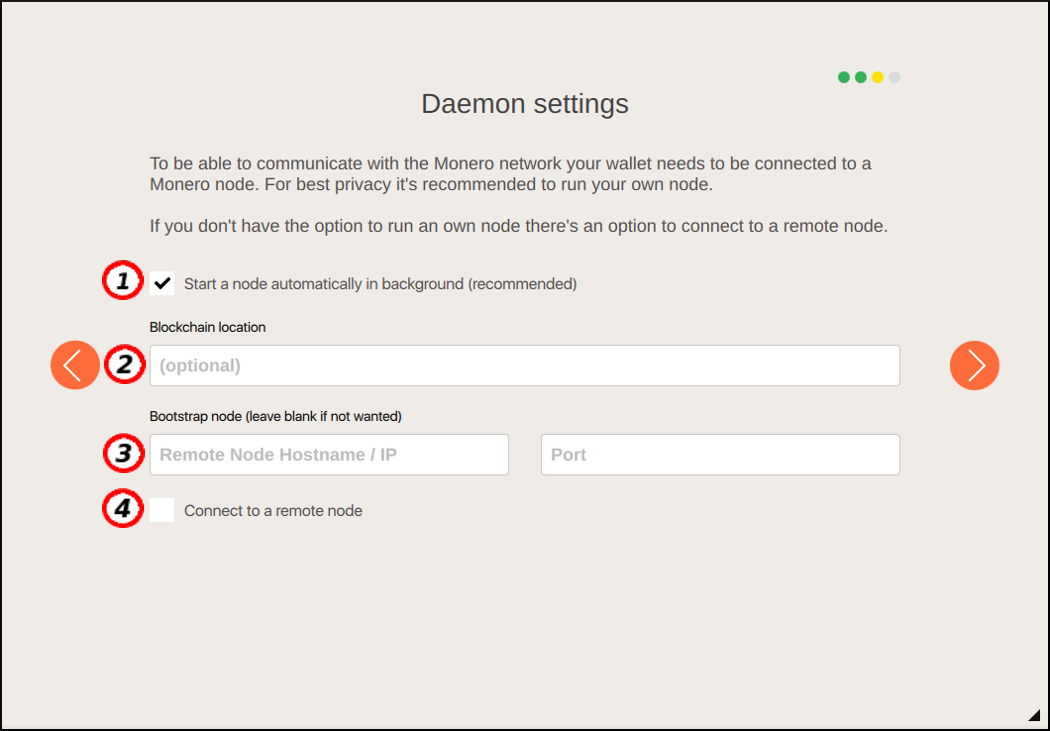 Daemon settings
To be able to communicate with the Monero network your wallet needs to be connected to a
Monero node. For best privacy it's recommended to run your own node.
If you don't have the option to run an own node there's an option to connect to a remote node.
1 Start a node automatically in background (recommended)
Blockchain location
2 (optional)
Bootstrap node (leave blank if not wanted)
3 Remote Node Hostname / IP Port
4 Connect to a remote node